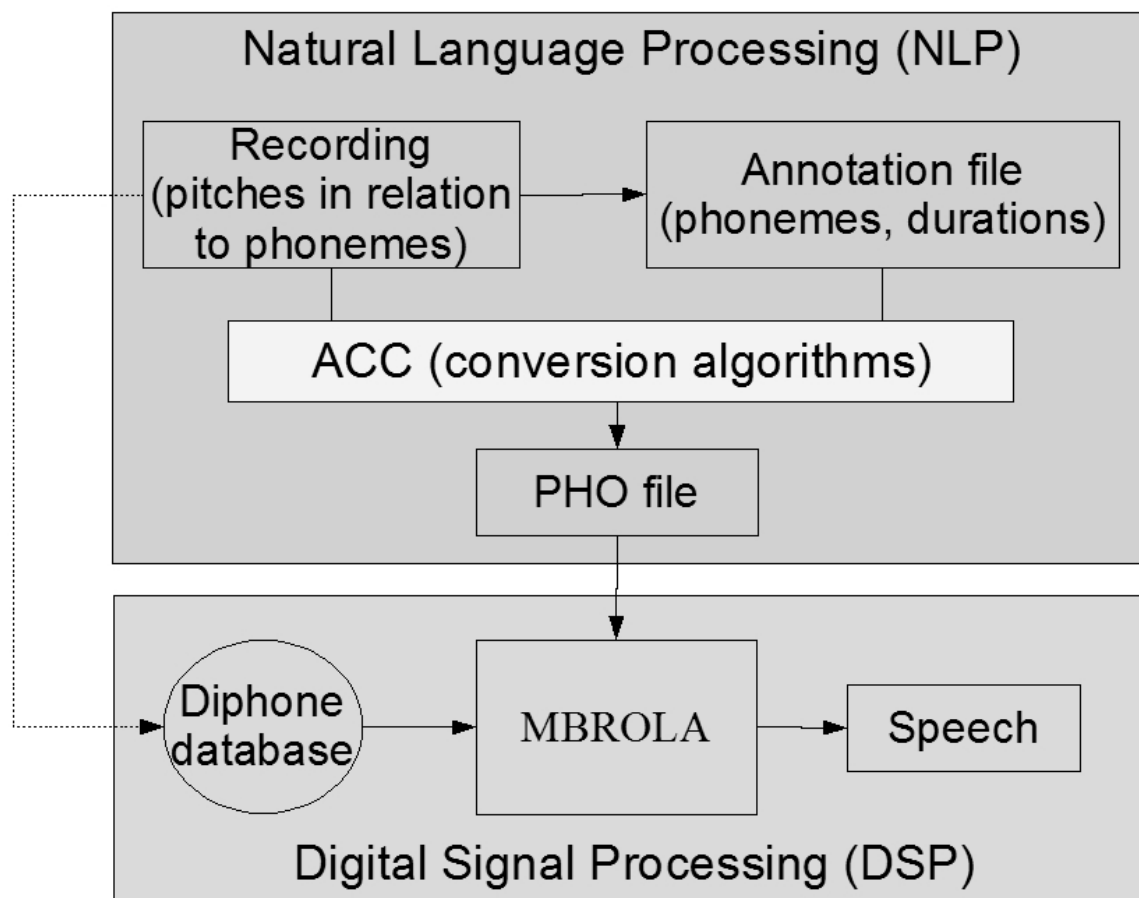 Natural Language Processing (NLP)
Recording
(pitches in relation
to phonemes)
Annotation file
(phonemes, durations)
ACC (conversion algorithms)
PHO file
Diphone
database
MBROLA
Speech
Digital Signal Processing (DSP)